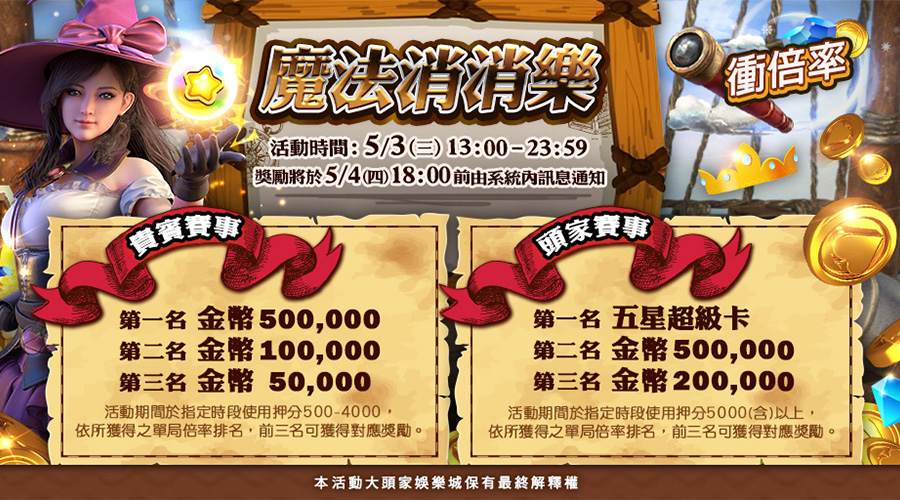 魔法消消樂
衝倍率
活動時間：5/3(三) 13:00-23:59
獎勵將於5/4(四)18:00前由系統內訊息通知
貴賓賽事
第一名 金幣 500,000
第二名 金幣 100,000
第三名 金幣 50,000
活動期間於指定時段使用押分500-4000，
依所獲得之單局倍率排名，前三名可獲得對應獎勵。
頭家賽事
第一名 五星超級卡
第二名 金幣 500,000
第三名 金幣 200,000
活動期間於指定時段使用押分5000(含)以上，
依所獲得之單局倍率排名，前三名可獲得對應獎勵。
本活動大頭家娛樂城保有最終解釋權